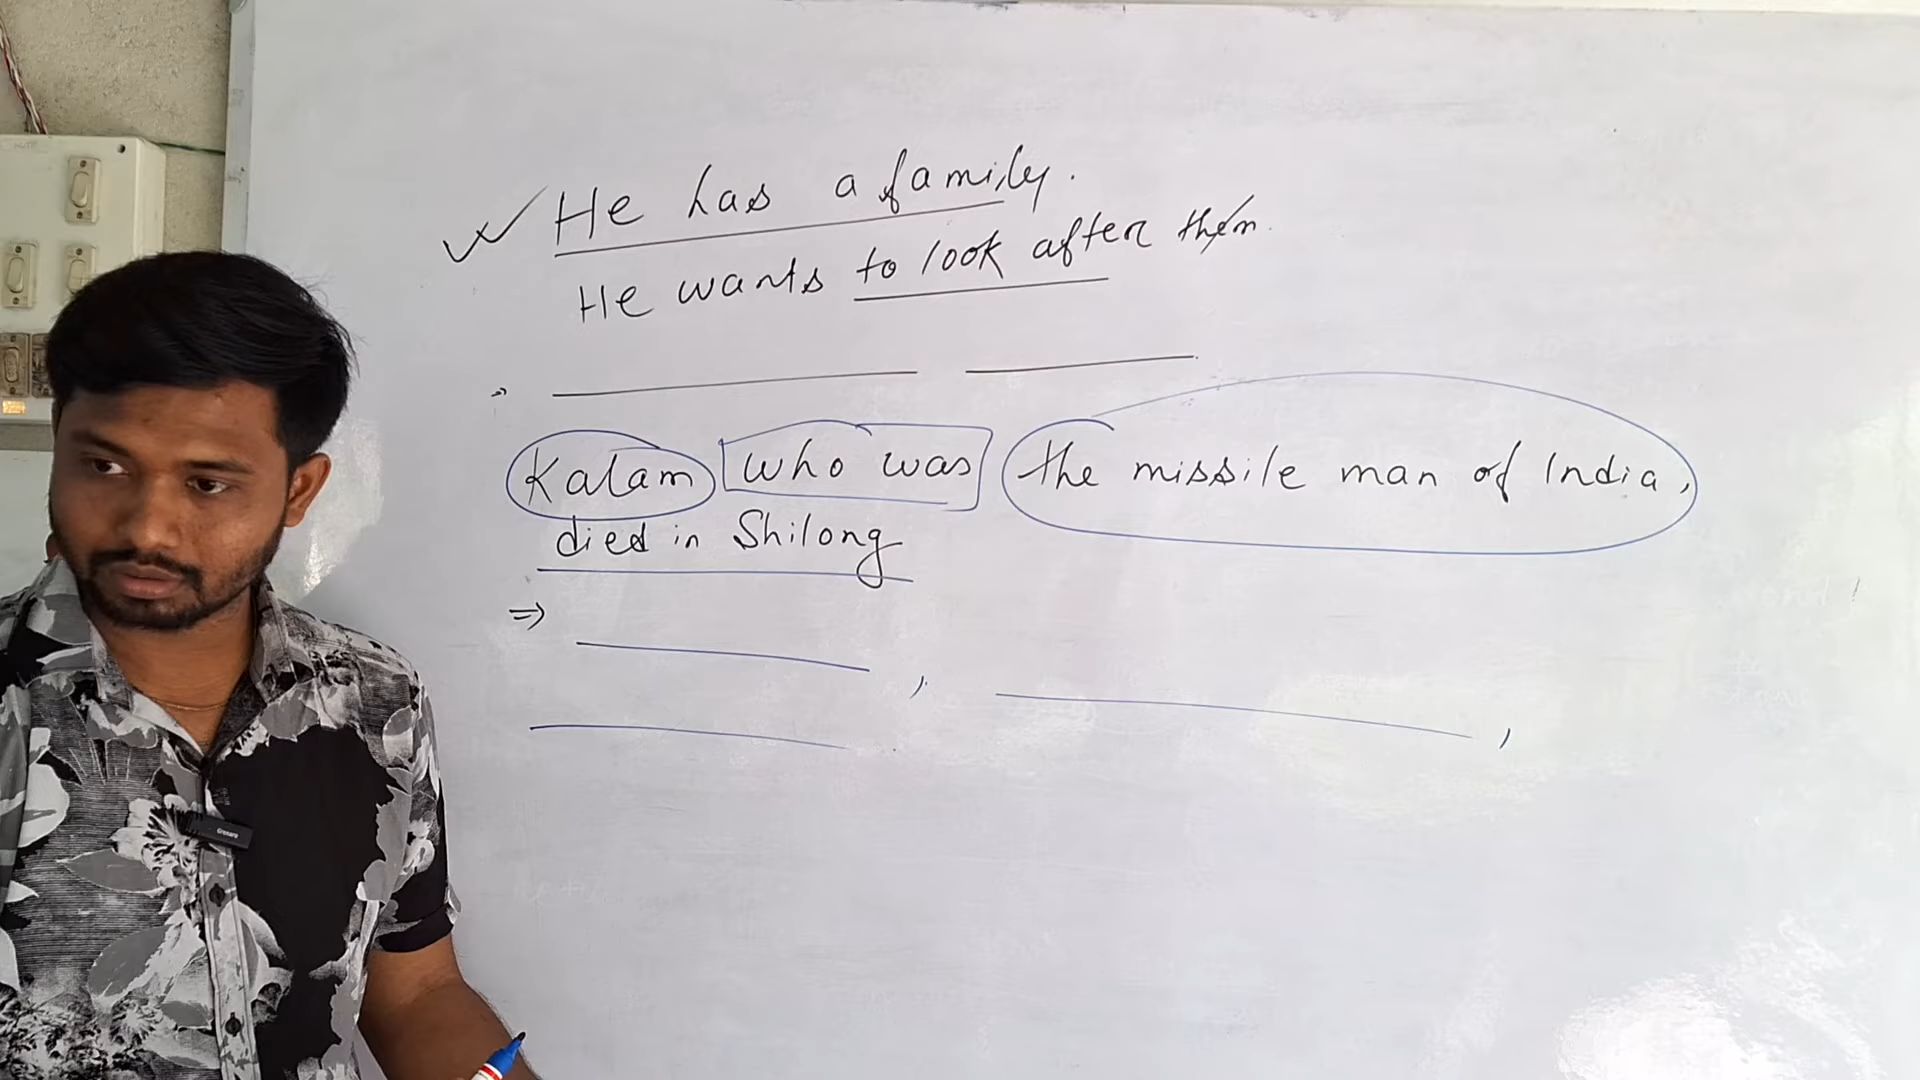 He has a family.
He wants to look after them.
Kalam who was the missile man of India,
died in Shilong
⇒
, ,